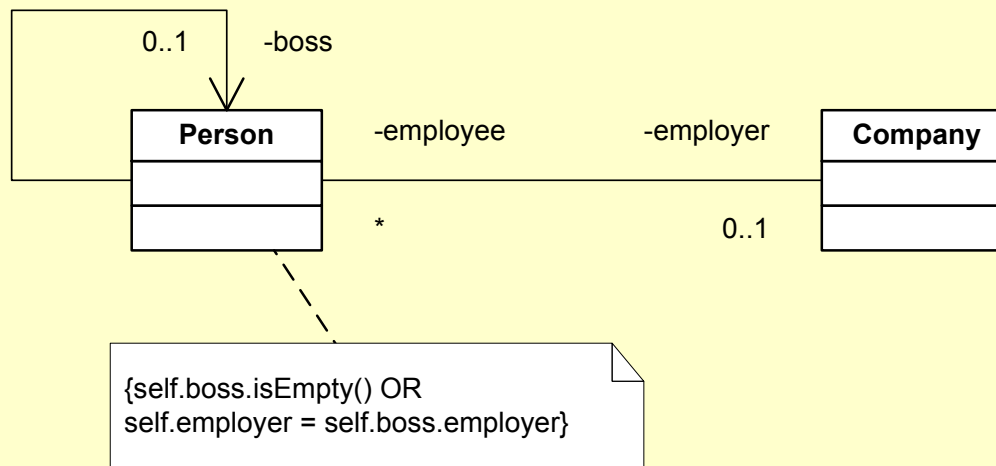 0..1 -boss
Person -employee -employer Company
* 0..1
{self.boss.isEmpty() OR
self.employer = self.boss.employer}